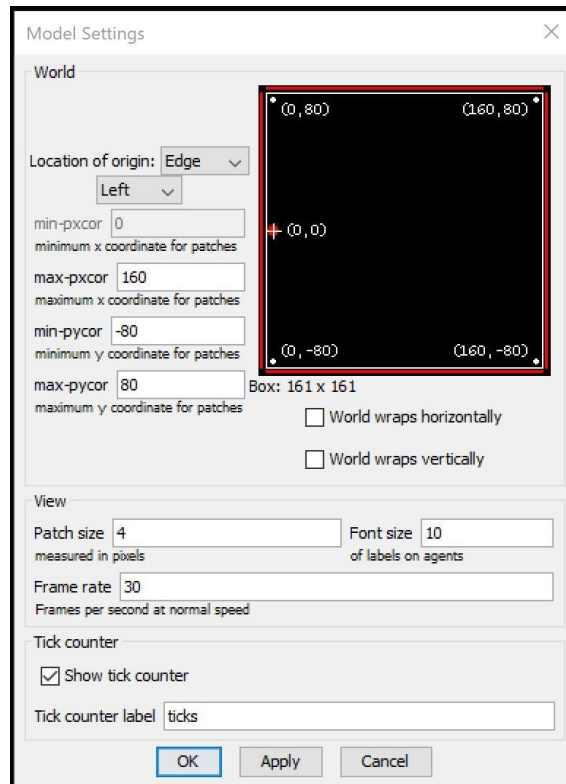 Model Settings
World
(0,80) (160,80)
Location of origin: Edge
Left
(0,0)
min-pxcor 0
minimum x coordinate for patches
max-pxcor 160
maximum x coordinate for patches
min-pycor -80
minimum y coordinate for patches
(0,-80) (160,-80)
max-pycor 80
maximum y coordinate for patches
Box: 161 x 161
World wraps horizontally
World wraps vertically
View
Patch size 4
measured in pixels
Font size 10
of labels on agents
Frame rate 30
Frames per second at normal speed
Tick counter
Show tick counter
Tick counter label ticks
OK Apply Cancel